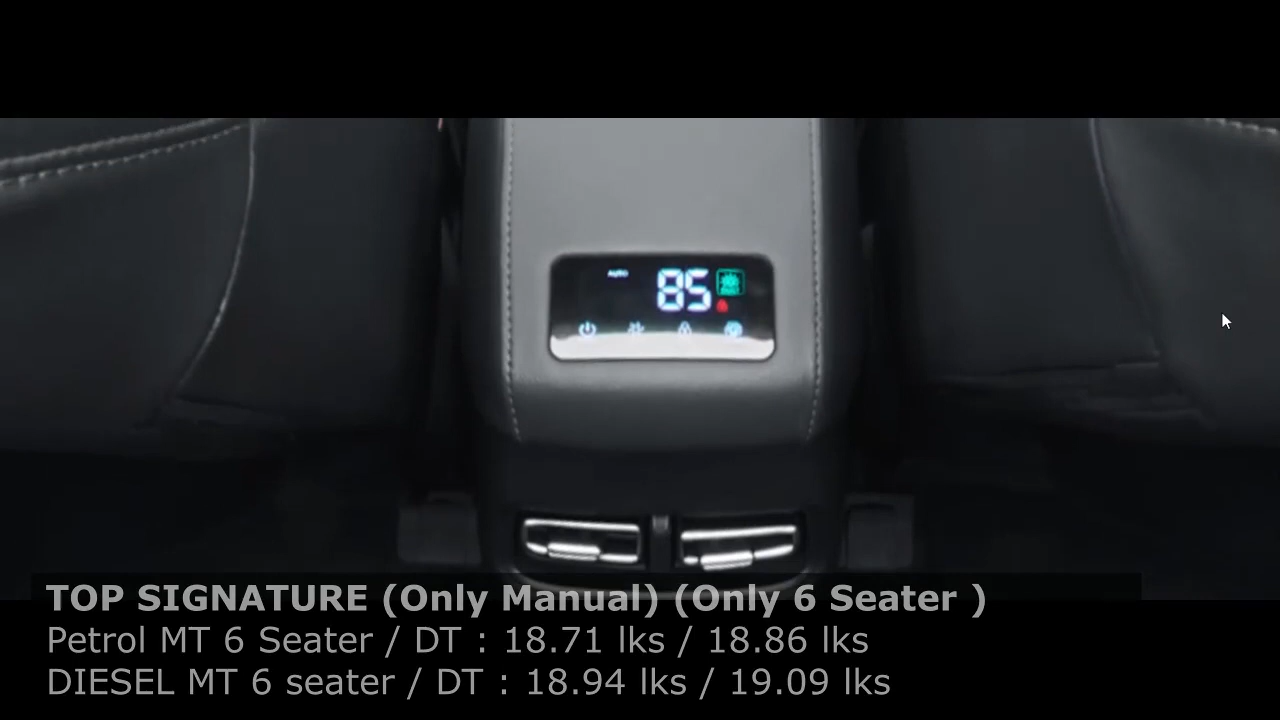 AUTO
85
TOP SIGNATURE (Only Manual) (Only 6 Seater )
Petrol MT 6 Seater / DT : 18.71 lks / 18.86 lks
DIESEL MT 6 seater / DT : 18.94 lks / 19.09 lks